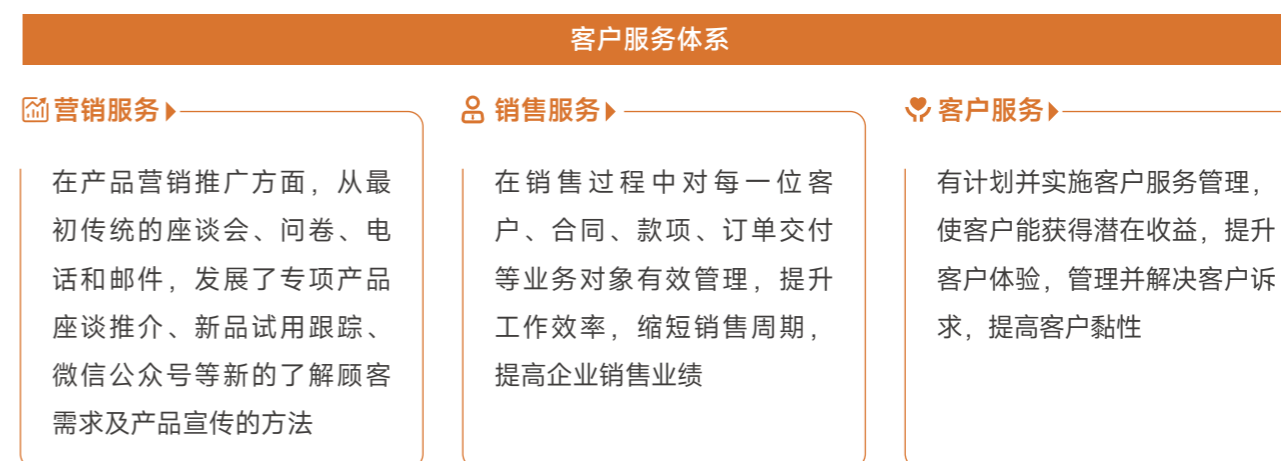 客户服务体系
营销服务
在产品营销推广方面，从最
初传统的座谈会、问卷、电
话和邮件，发展了专项产品
座谈推介、新品试用跟踪、
微信公众号等新的了解顾客
需求及产品宣传的方法
销售服务
在销售过程中对每一位客
户、合同、款项、订单交付
等业务对象有效管理，提升
工作效率，缩短销售周期，
提高企业销售业绩
客户服务
有计划并实施客户服务管理，
使客户能获得潜在收益，提升
客户体验，管理并解决客户诉
求，提高客户黏性